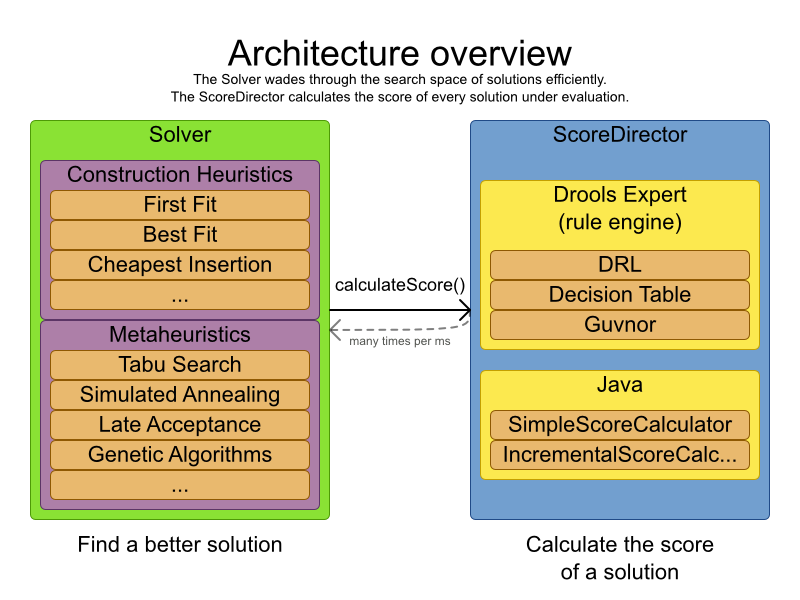 Architecture overview
The Solver wades through the search space of solutions efficiently.
The ScoreDirector calculates the score of every solution under evaluation.
Solver
Construction Heuristics
First Fit
Best Fit
Cheapest Insertion
...
Metaheuristics
Tabu Search
Simulated Annealing
Late Acceptance
Genetic Algorithms
...
Find a better solution
calculateScore()
many times per ms
ScoreDirector
Drools Expert
(rule engine)
DRL
Decision Table
Guvnor
Java
SimpleScoreCalculator
IncrementalScoreCalc...
Calculate the score
of a solution